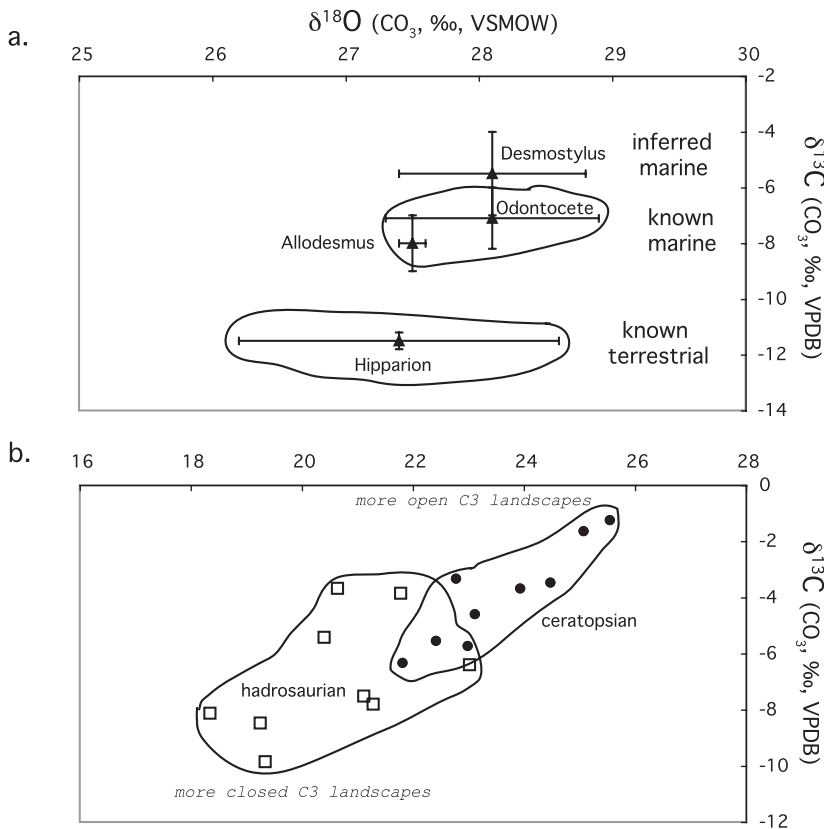 a.
δ¹⁸O (CO₃, ‰, VSMOW)
25 26 27 28 29 30
-2
-4
-6
-8
-10
-12
-14
δ¹³C (CO₃, ‰, VPDB)
Desmostylus
inferred
marine
Odontocete
known
marine
Allodesmus
known
terrestrial
Hipparion
b.
16 18 20 22 24 26 28
0
-2
-4
-6
-8
-10
-12
δ¹³C (CO₃, ‰, VPDB)
more open C3 landscapes
ceratopsian
hadrosaurian
more closed C3 landscapes